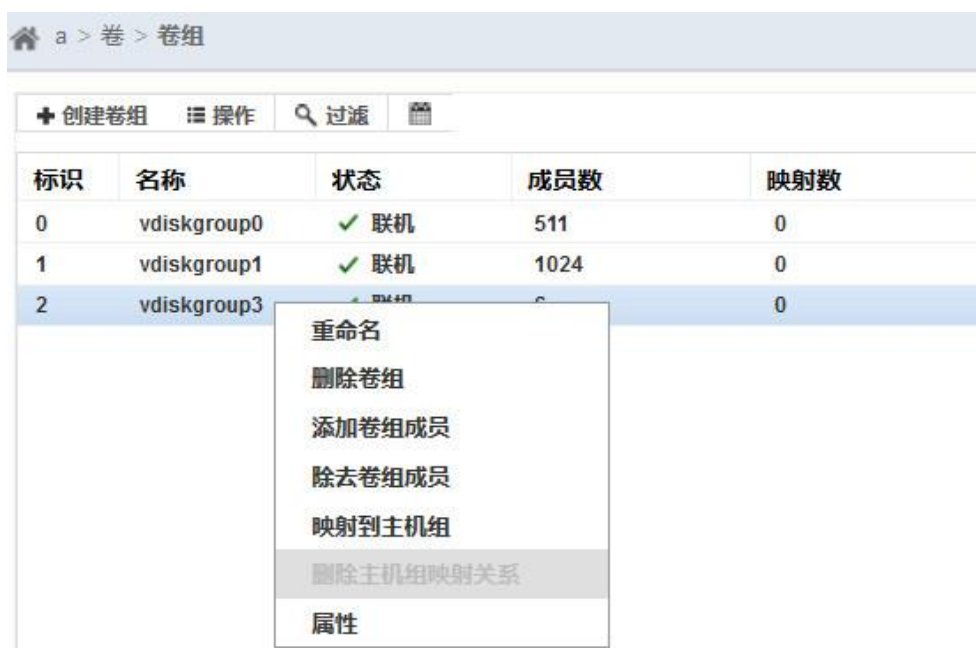 a > 卷 > 卷组
创建卷组 操作 过滤
标识 名称 状态 成员数 映射数
0 vdiskgroup0 联机 511 0
1 vdiskgroup1 联机 1024 0
2 vdiskgroup3 联机 0
重命名
删除卷组
添加卷组成员
除去卷组成员
映射到主机组
删除主机组映射关系
属性